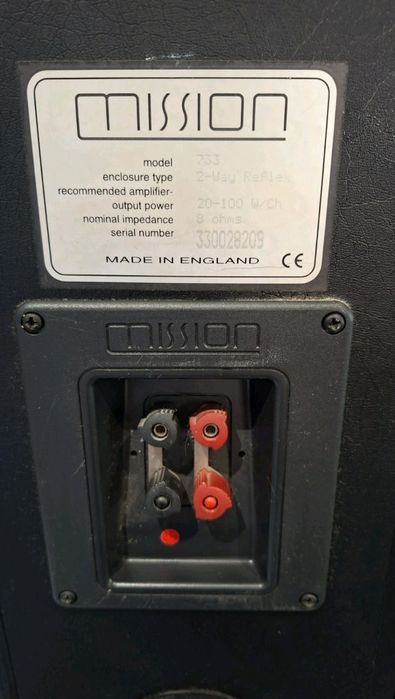 mission
model 733
enclosure type 2-Way Reflex
recommended amplifier-
output power 20-100 W/Ch
nominal impedance 8 ohms
serial number 330028209
MADE IN ENGLAND CE
mission